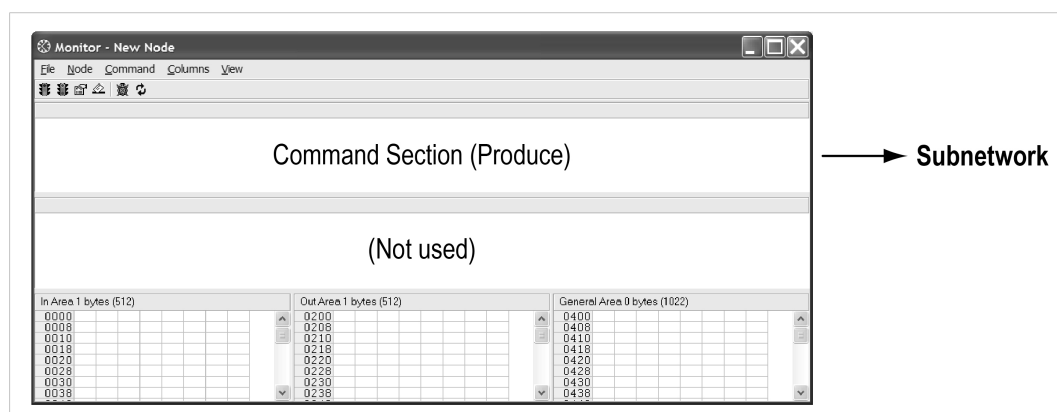 Monitor - New Node
File Node Command Columns View
Command Section (Produce)
Subnetwork
(Not used)
In Area 1 bytes (512) Out Area 1 bytes (512) General Area 0 bytes (1022)
0000 0200 0400
0008 0208 0408
0010 0210 0410
0018 0218 0418
0020 0220 0420
0028 0228 0428
0030 0230 0430
0038 0238 0438